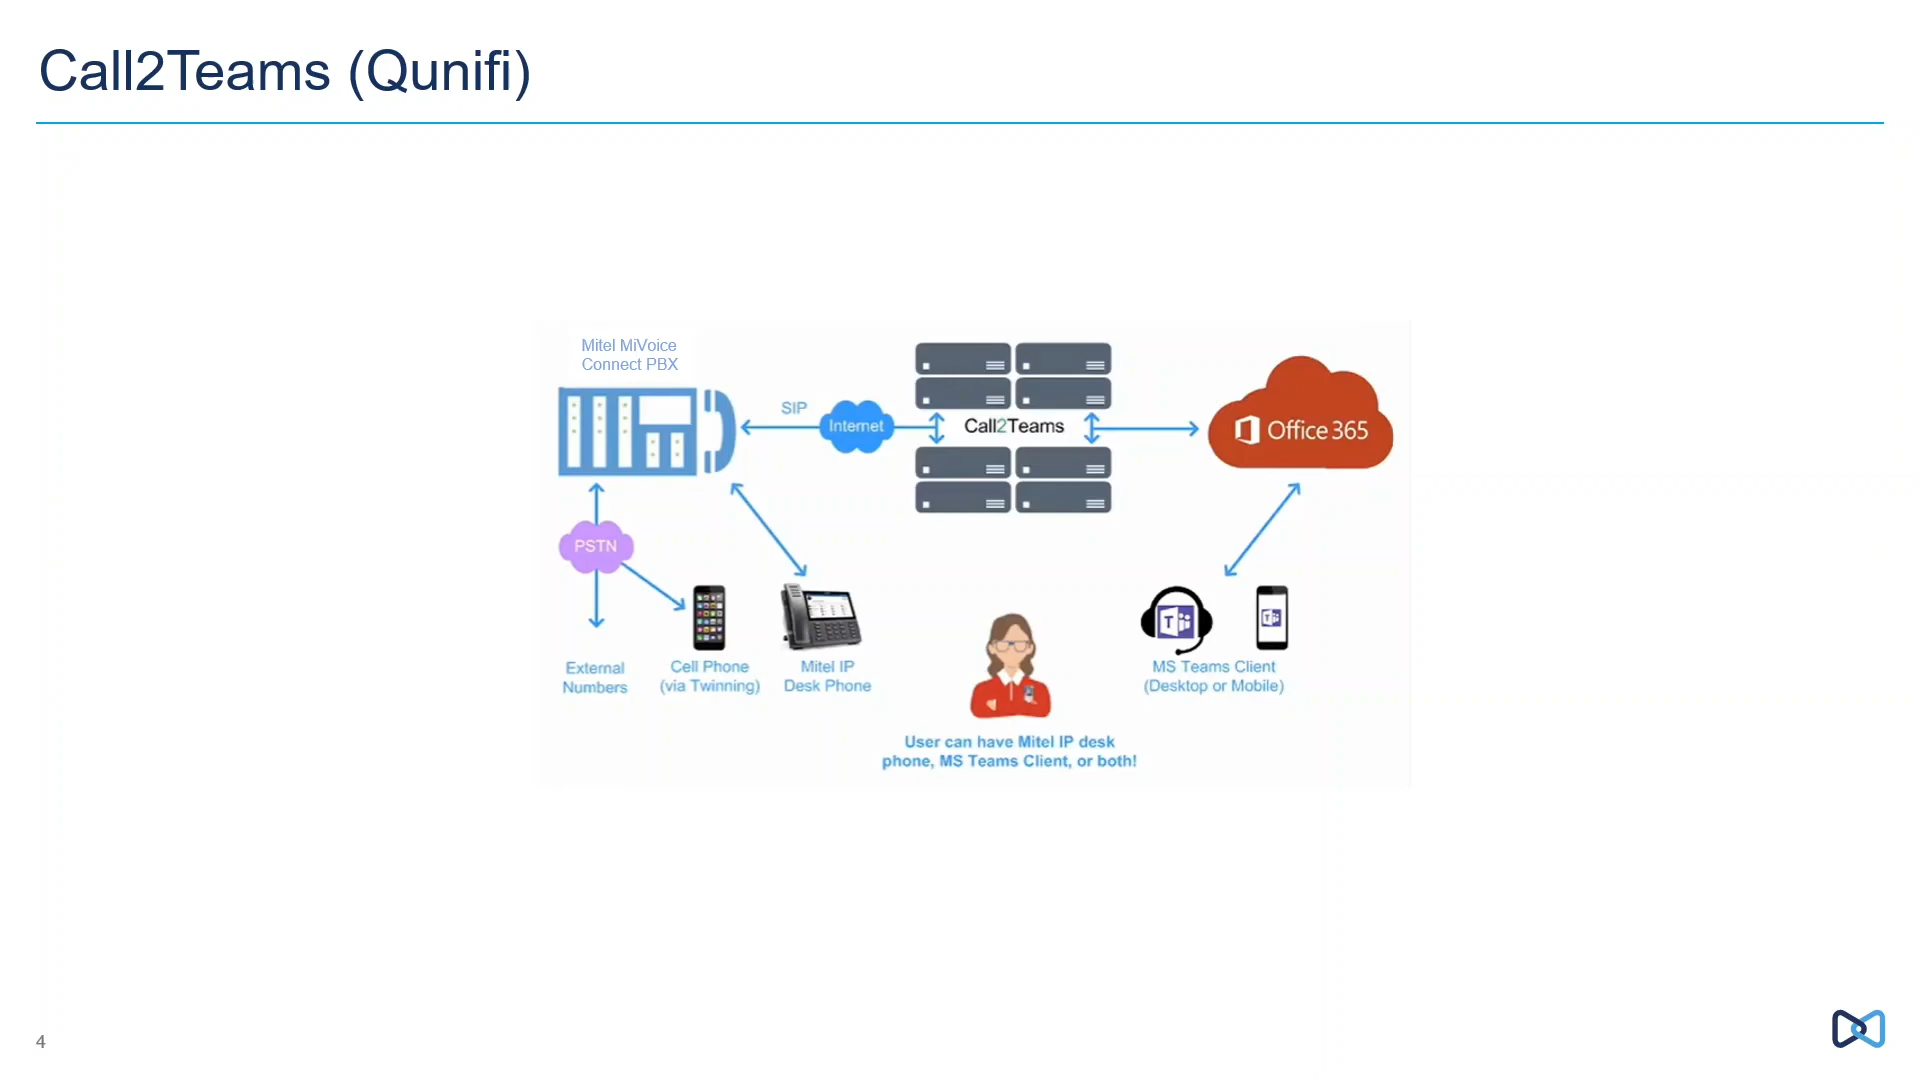 Call2Teams (Qunifi)
Mitel MiVoice
Connect PBX
SIP
Internet
Call2Teams
Office 365
PSTN
External
Numbers
Cell Phone
(via Twinning)
Mitel IP
Desk Phone
MS Teams Client
(Desktop or Mobile)
User can have Mitel IP desk
phone, MS Teams Client, or both!
4